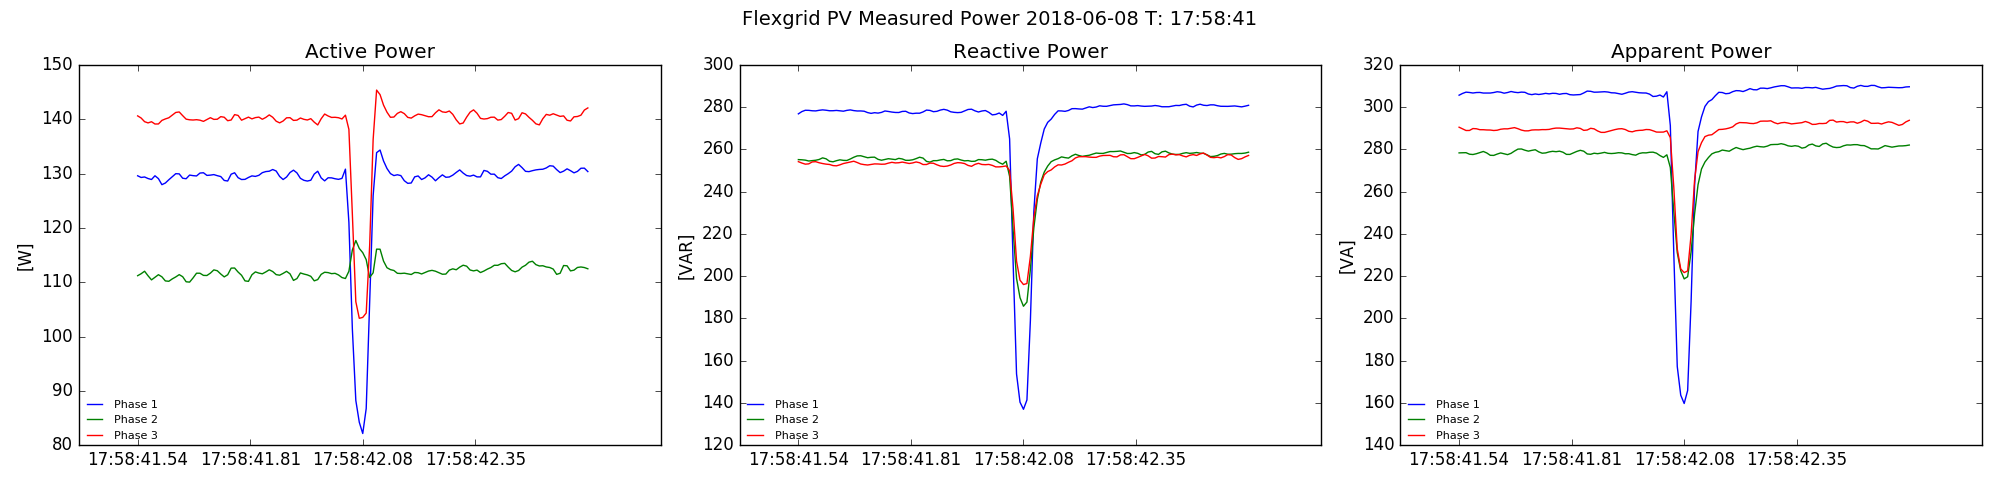 Flexgrid PV Measured Power 2018-06-08 T: 17:58:41
Active Power
[W]
150
140
130
120
110
100
90
80
Phase 1
Phase 2
Phase 3
17:58:41.54 17:58:41.81 17:58:42.08 17:58:42.35
Reactive Power
[VAR]
300
280
260
240
220
200
180
160
140
120
Phase 1
Phase 2
Phase 3
17:58:41.54 17:58:41.81 17:58:42.08 17:58:42.35
Apparent Power
[VA]
320
300
280
260
240
220
200
180
160
140
Phase 1
Phase 2
Phase 3
17:58:41.54 17:58:41.81 17:58:42.08 17:58:42.35